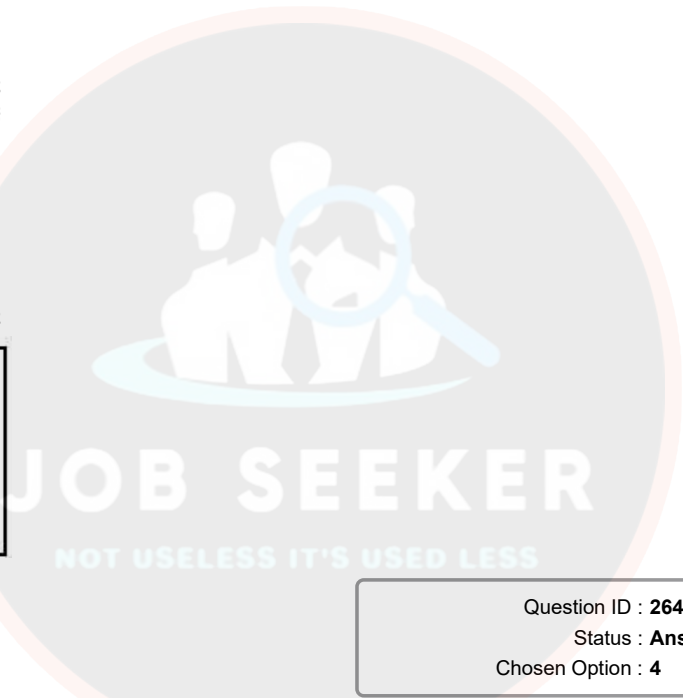 JOB SEEKER
NOT USELESS IT'S USED LESS
Question ID : 264
Status : Ans
Chosen Option : 4